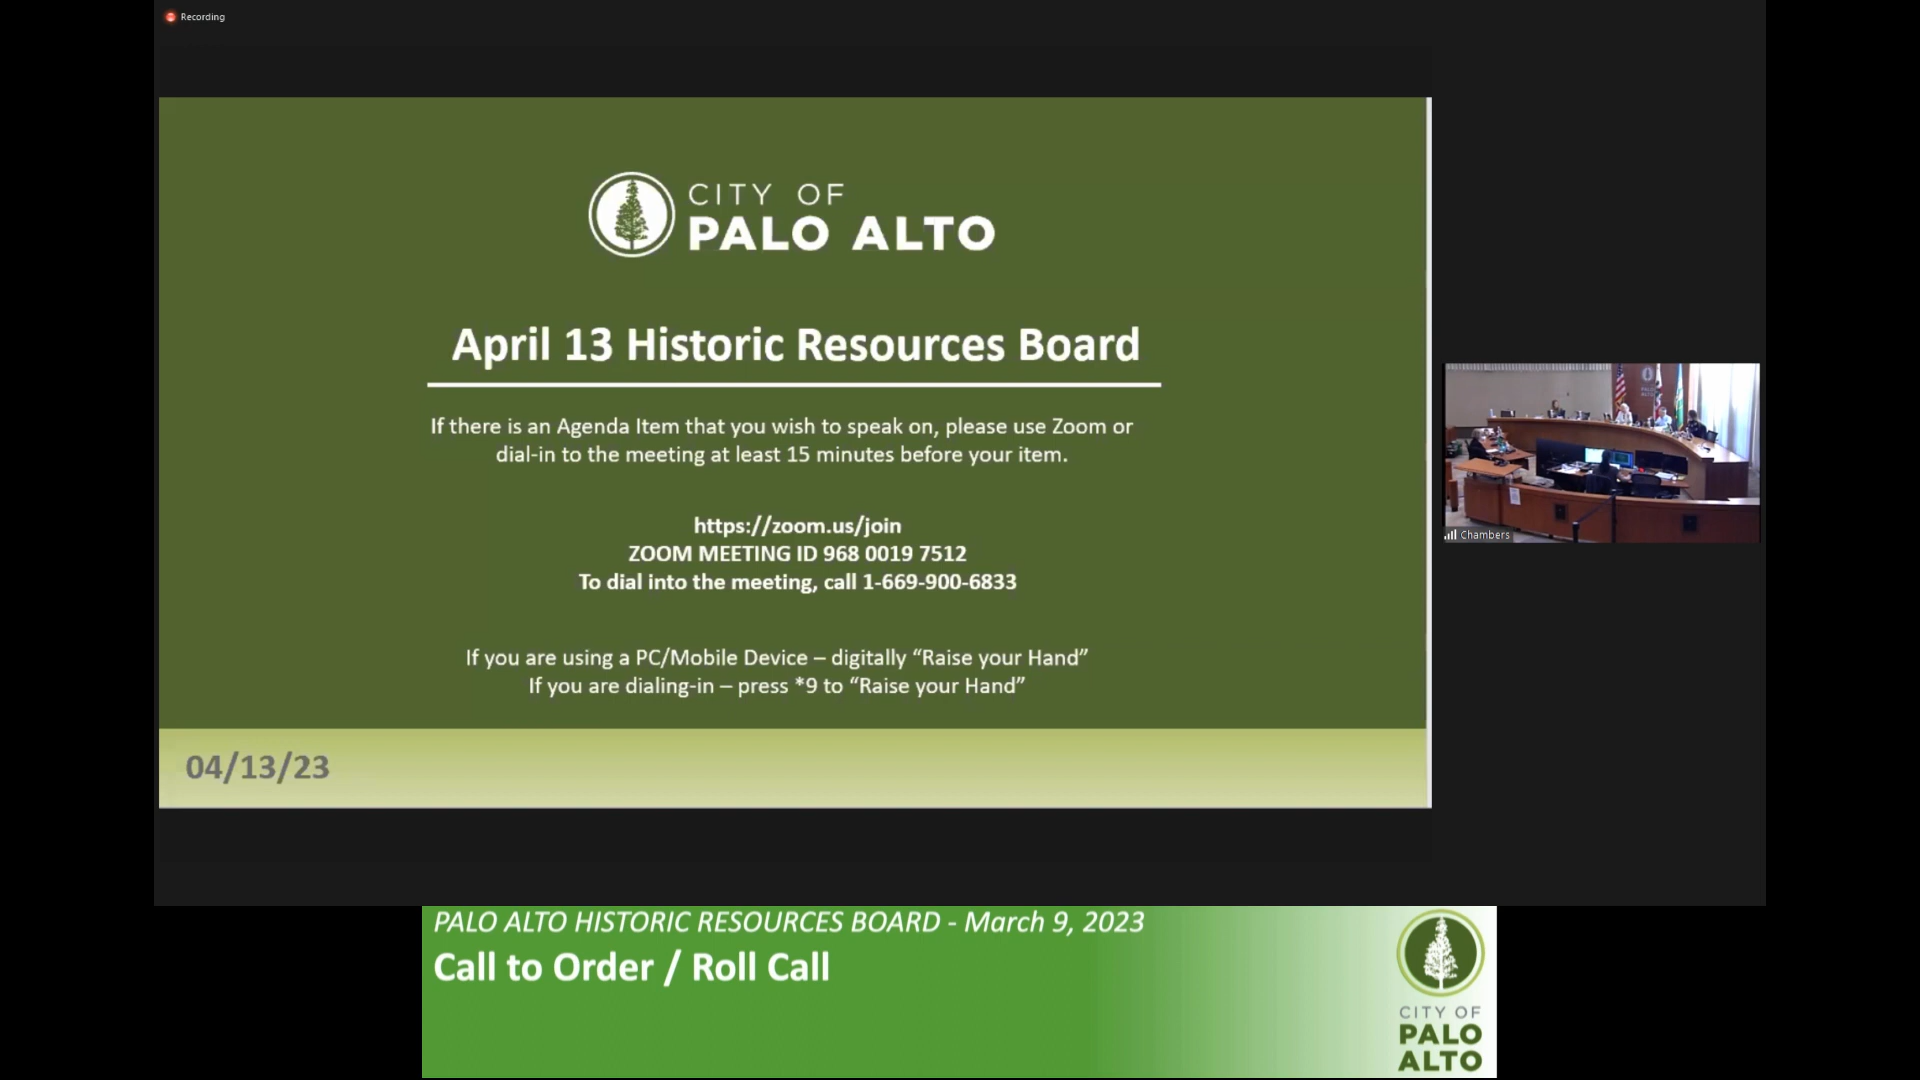 Recording
CITY OF
PALO ALTO
April 13 Historic Resources Board
If there is an Agenda Item that you wish to speak on, please use Zoom or
dial-in to the meeting at least 15 minutes before your item.
https://zoom.us/join
ZOOM MEETING ID 968 0019 7512
To dial into the meeting, call 1-669-900-6833
If you are using a PC/Mobile Device – digitally “Raise your Hand”
If you are dialing-in – press *9 to “Raise your Hand”
04/13/23
Chambers
PALO ALTO HISTORIC RESOURCES BOARD - March 9, 2023
Call to Order / Roll Call
CITY OF
PALO
ALTO